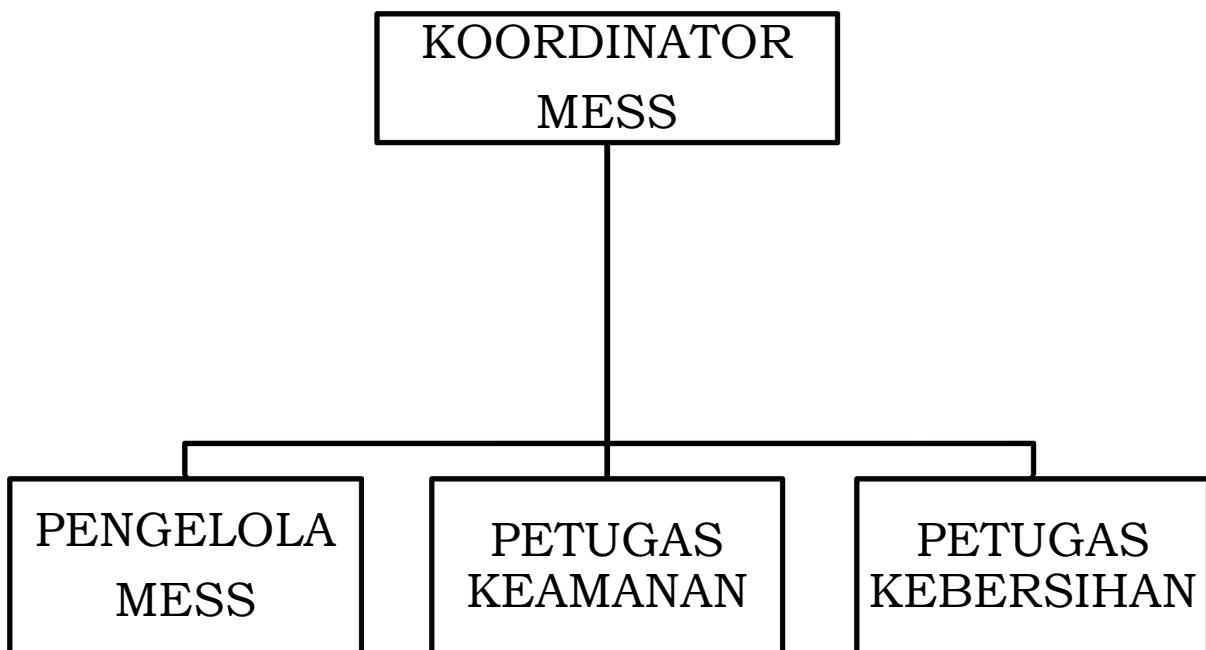 KOORDINATOR
MESS
PENGELOLA
MESS
PETUGAS
KEAMANAN
PETUGAS
KEBERSIHAN